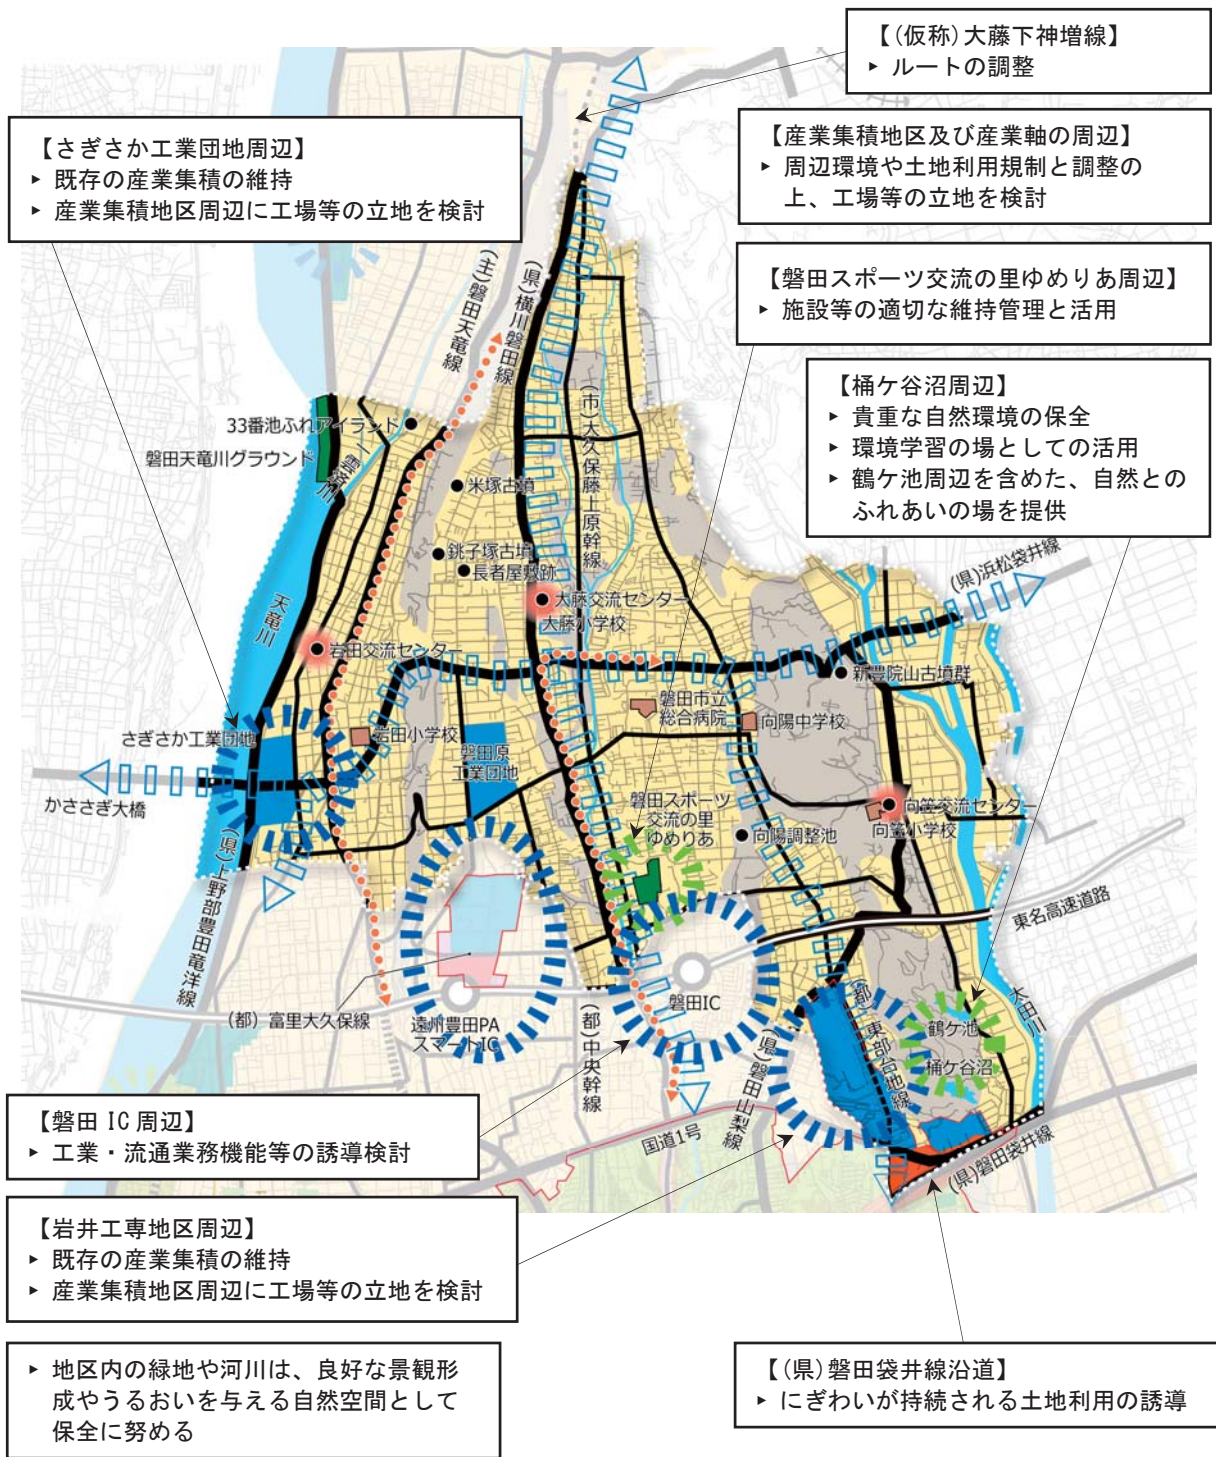 【(仮称)大藤下神増線】
▶ ルートの調整
【さぎさか工業団地周辺】
▶ 既存の産業集積の維持
▶ 産業集積地区周辺に工場等の立地を検討
【産業集積地区及び産業軸の周辺】
▶ 周辺環境や土地利用規制と調整の
上、工場等の立地を検討
【磐田スポーツ交流の里ゆめりあ周辺】
▶ 施設等の適切な維持管理と活用
【桶ケ谷沼周辺】
▶ 貴重な自然環境の保全
▶ 環境学習の場としての活用
▶ 鶴ケ池周辺を含めた、自然との
ふれあいの場を提供
(主)磐田天竜線
(県)横川磐田線
(市)大久保藤上原幹線
33番池ふれアイランド
磐田天竜川グラウンド
一雲済川
米塚古墳
銚子塚古墳
長者屋敷跡
大藤交流センター
大藤小学校
(県)浜松袋井線
天竜川
岩田交流センター
新豊院山古墳群
磐田市立
総合病院
向陽中学校
さぎさか工業団地
岩田小学校
磐田原
工業団地
かささぎ大橋
磐田スポーツ
交流の里
ゆめりあ
向陽調整池
向笠交流センター
向笠小学校
(県)上野部豊田竜洋線
東名高速道路
太田川
(都)富里大久保線
遠州豊田PA
スマートIC
(都)中央幹線
磐田IC
(県)磐田山梨線
(都)東部台地線
鶴ケ池
桶ケ谷沼
国道1号
(県)磐田袋井線
【磐田 IC 周辺】
▶ 工業・流通業務機能等の誘導検討
【岩井工専地区周辺】
▶ 既存の産業集積の維持
▶ 産業集積地区周辺に工場等の立地を検討
▶ 地区内の緑地や河川は、良好な景観形
成やうるおいを与える自然空間として
保全に努める
【(県)磐田袋井線沿道】
▶ にぎわいが持続される土地利用の誘導